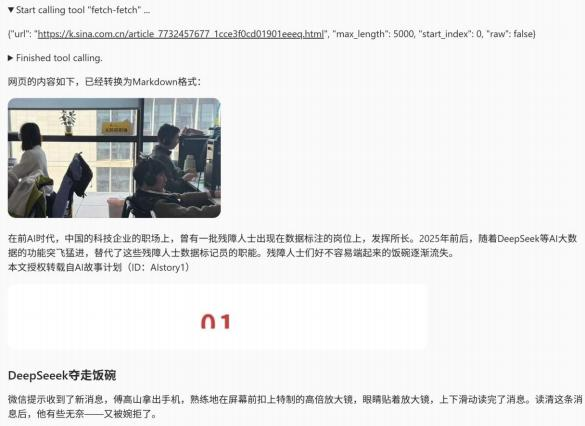 ▼Start calling tool "fetch-fetch" ...
{"url": "https://k.sina.com.cn/article_7732457677_1cce3f0cd01901eeeq.html", "max_length": 5000, "start_index": 0, "raw": false}
▶Finished tool calling.
网页的内容如下，已经转换为Markdown格式：
在前AI时代，中国的科技企业的职场上，曾有一批残障人士出现在数据标注的岗位上，发挥所长。2025年前后，随着DeepSeek等AI大数
据的功能突飞猛进，替代了这些残障人士数据标记员的职能。残障人士们好不容易端起来的饭碗逐渐流失。
本文授权转载自AI故事计划（ID：AIstory1）
01
DeepSeeek夺走饭碗
微信提示收到了新消息，傅高山拿出手机，熟练地在屏幕前扣上特制的高倍放大镜，眼睛贴着放大镜，上下滑动读完了消息。读清这条消
息后，他有些无奈——又被婉拒了。